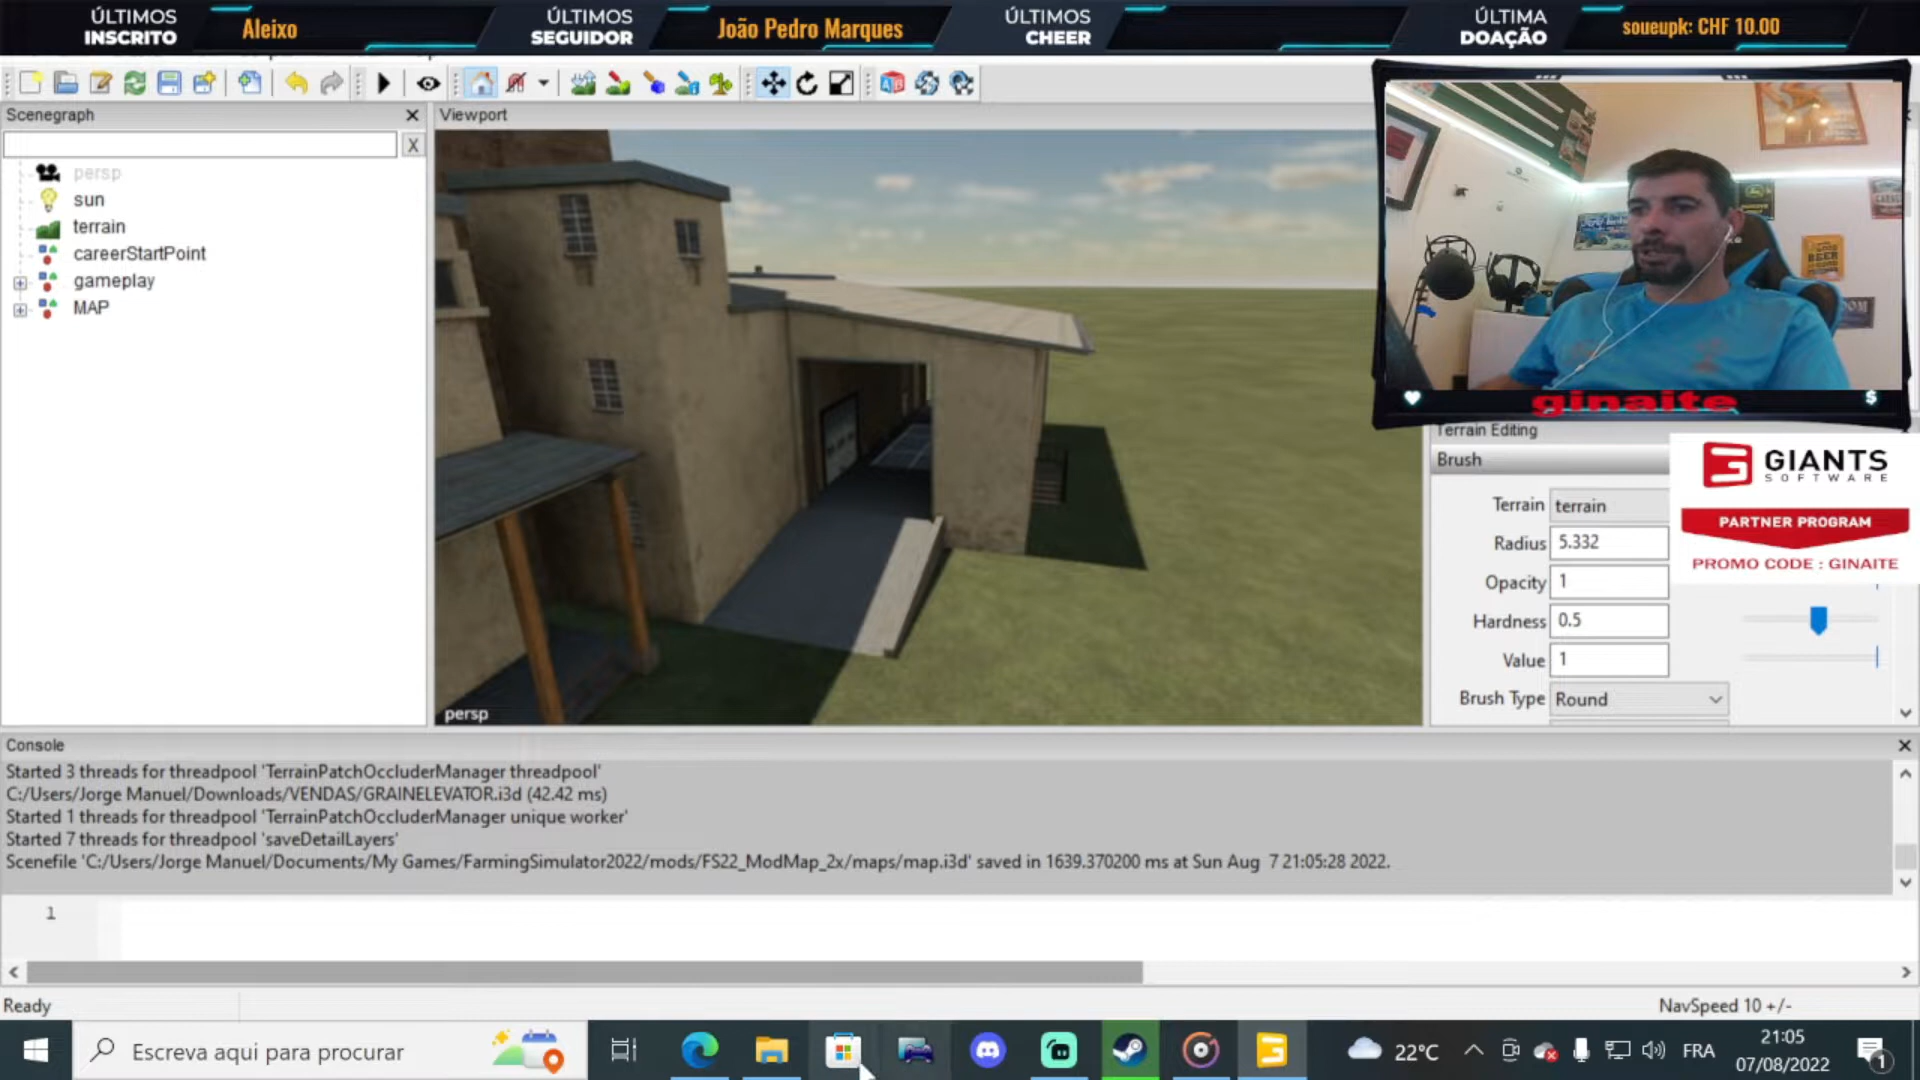 ÚLTIMOS
INSCRITO
Aleixo
ÚLTIMOS
SEGUIDOR
João Pedro Marques
ÚLTIMOS
CHEER
ÚLTIMA
DOAÇÃO
soueupk: CHF 10.00
Scenegraph
Viewport
X
persp
sun
terrain
careerStartPoint
gameplay
MAP
persp
ginaite
$
Terrain Editing
Brush
Terrain
terrain
Radius
5.332
Opacity
1
Hardness
0.5
Value
1
Brush Type
Round
GIANTS
SOFTWARE
PARTNER PROGRAM
PROMO CODE : GINAITE
Console
Started 3 threads for threadpool 'TerrainPatchOccluderManager threadpool'
C:/Users/Jorge Manuel/Downloads/VENDAS/GRAINELEVATOR.i3d (42.42 ms)
Started 1 threads for threadpool 'TerrainPatchOccluderManager unique worker'
Started 7 threads for threadpool 'saveDetailLayers'
Scenefile 'C:/Users/Jorge Manuel/Documents/My Games/FarmingSimulator2022/mods/FS22_ModMap_2x/maps/map.i3d' saved in 1639.370200 ms at Sun Aug  7 21:05:28 2022.
1
Ready
NavSpeed 10 +/-
Escreva aqui para procurar
22°C
FRA
21:05
07/08/2022
1